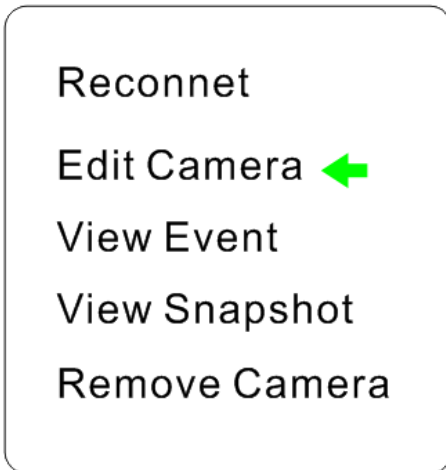 Reconnet
Edit Camera
View Event
View Snapshot
Remove Camera